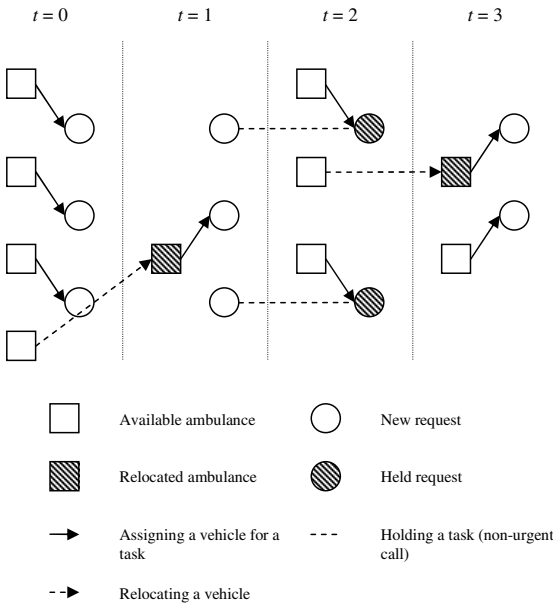 t = 0 t = 1 t = 2 t = 3
Available ambulance New request
Relocated ambulance Held request
Assigning a vehicle for a Holding a task (non-urgent
task call)
Relocating a vehicle